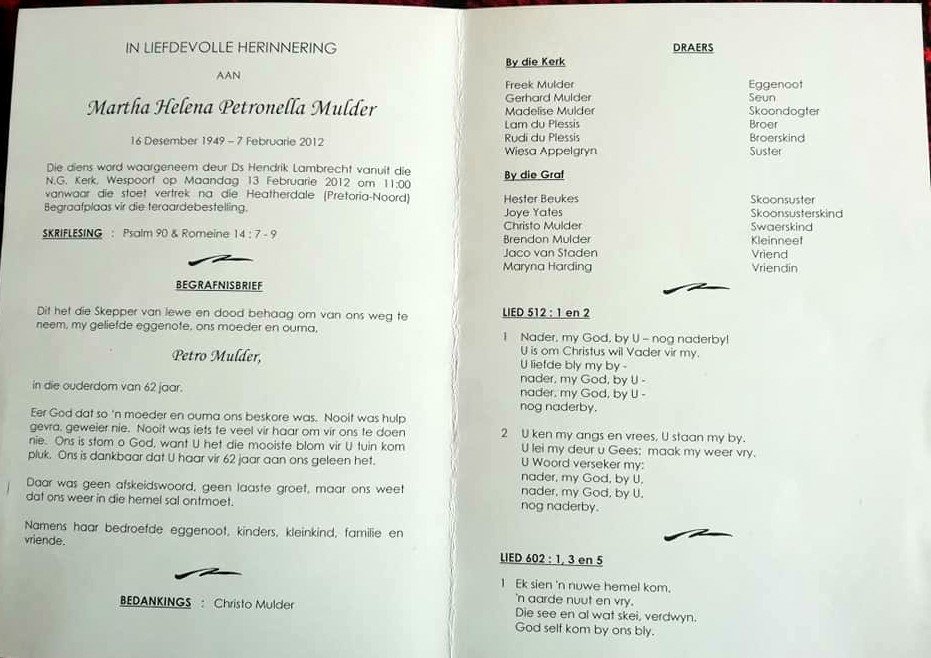 IN LIEFDEVOLLE HERINNERING
AAN
Martha Helena Petronella Mulder
16 Desember 1949 – 7 Februarie 2012
Die diens word waargeneem deur Ds Hendrik Lambrecht vanuit die
N.G. Kerk, Wespoort op Maandag 13 Februarie 2012 om 11:00
vanwaar die stoet vertrek na die Heatherdale (Pretoria-Noord)
Begraafplaas vir die teraardebestelling.
SKRIFLESING : Psalm 90 & Romeine 14 : 7 - 9
BEGRAFNISBRIEF
Dit het die Skepper van lewe en dood behaag om van ons weg te
neem, my geliefde eggenote, ons moeder en ouma,
Petro Mulder,
in die ouderdom van 62 jaar.
Eer God dat so 'n moeder en ouma ons beskore was. Nooit was hulp
gevra, geweier nie. Nooit was iets te veel vir haar om vir ons te doen
nie. Ons is stom o God, want U het die mooiste blom vir U tuin kom
pluk. Ons is dankbaar dat U haar vir 62 jaar aan ons geleen het.
Daar was geen afskeidswoord, geen laaste groet, maar ons weet
dat ons weer in die hemel sal ontmoet.
Namens haar bedroefde eggenoot, kinders, kleinkind, familie en
vriende.
BEDANKINGS : Christo Mulder
DRAERS
By die Kerk
Freek Mulder Eggenoot
Gerhard Mulder Seun
Madelise Mulder Skoondogter
Lam du Plessis Broer
Rudi du Plessis Broerskind
Wiesa Appelgryn Suster
By die Graf
Hester Beukes Skoonsuster
Joye Yates Skoonsusterskind
Christo Mulder Swaerskind
Brendon Mulder Kleinneef
Jaco van Staden Vriend
Maryna Harding Vriendin
LIED 512 : 1 en 2
1 Nader, my God, by U – nog naderby!
U is om Christus wil Vader vir my.
U liefde bly my by -
nader, my God, by U -
nader, my God, by U -
nog naderby.
2 U ken my angs en vrees, U staan my by.
U lei my deur u Gees; maak my weer vry.
U Woord verseker my:
nader, my God, by U,
nader, my God, by U,
nog naderby.
LIED 602 : 1, 3 en 5
1 Ek sien 'n nuwe hemel kom,
'n aarde nuut en vry.
Die see en al wat skei, verdwyn.
God self kom by ons bly.